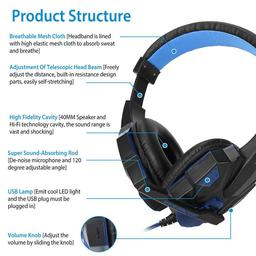 Product Structure
Breathable Mesh Cloth [Headband is lined
with high elastic mesh cloth to absorb sweat
and breathe]
Adjustment Of Telescopic Head Beam [Freely
adjust the distance, built-in resistance design
parts, easily self-stretching]
High Fidelity Cavity [40MM Speaker and
Hi-Fi technology cavity, the sound range is
vast and shocking]
Super Sound-Absorbing Rod
[De-noise microphone and 120
degree adjustable angle]
USB Lamp [Emit cool LED light
and the USB plug must be
plugged in]
Volume Knob [Adjust the
volume by sliding the knob]